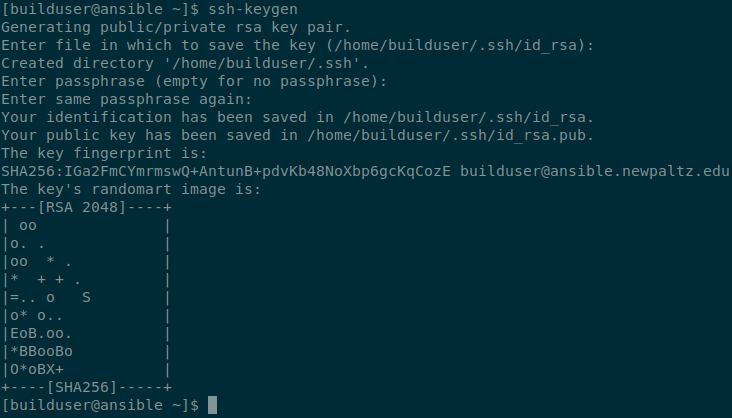 [builduser@ansible ~]$ ssh-keygen
Generating public/private rsa key pair.
Enter file in which to save the key (/home/builduser/.ssh/id_rsa):
Created directory '/home/builduser/.ssh'.
Enter passphrase (empty for no passphrase):
Enter same passphrase again:
Your identification has been saved in /home/builduser/.ssh/id_rsa.
Your public key has been saved in /home/builduser/.ssh/id_rsa.pub.
The key fingerprint is:
SHA256:IGa2FmCYmrmswQ+AntunB+pdvKb48NoXbp6gcKqCozE builduser@ansible.newpaltz.edu
The key's randomart image is:
+---[RSA 2048]----+
| oo              |
|o. .             |
|oo  * .          |
|*  + + .         |
|=.. o   S        |
|o* o..           |
|EoB.oo.          |
|*BBooBo          |
|O*oBX+           |
+----[SHA256]-----+
[builduser@ansible ~]$